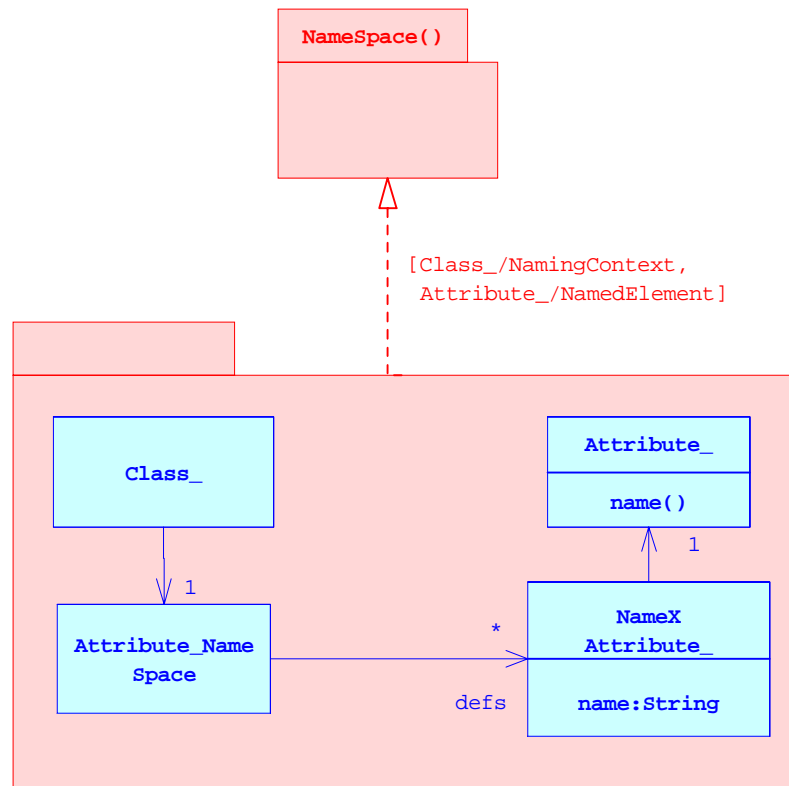 NameSpace()
[Class_/NamingContext,
Attribute_/NamedElement]
Class_
Attribute_
name()
1
1
Attribute_Name
Space
*
defs
NameX
Attribute_
name:String